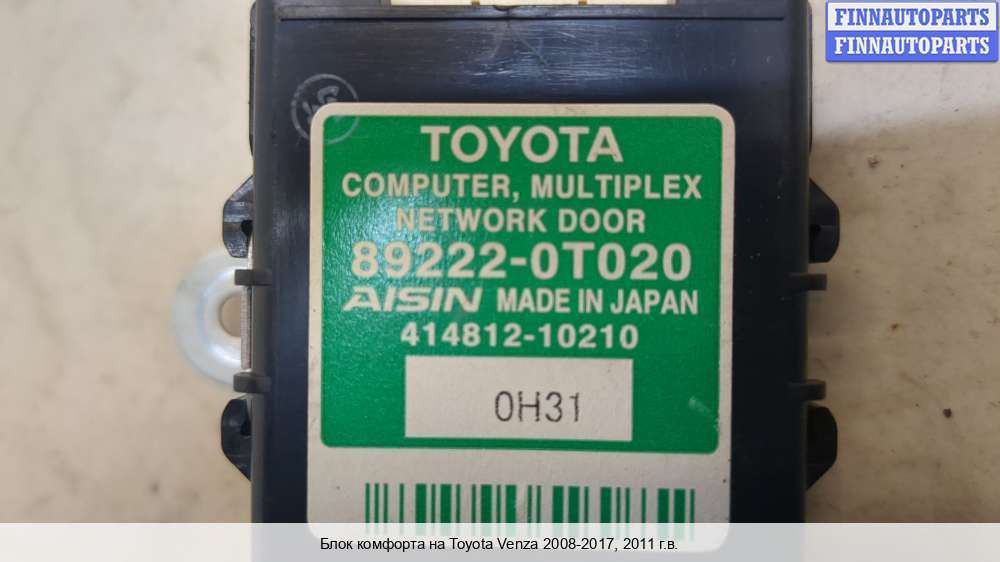 FINNAUTOPARTS
FINNAUTOPARTS
TOYOTA
COMPUTER, MULTIPLEX
NETWORK DOOR
89222-0T020
AISIN MADE IN JAPAN
414812-10210
0H31
Блок комфорта на Toyota Venza 2008-2017, 2011 г.в.